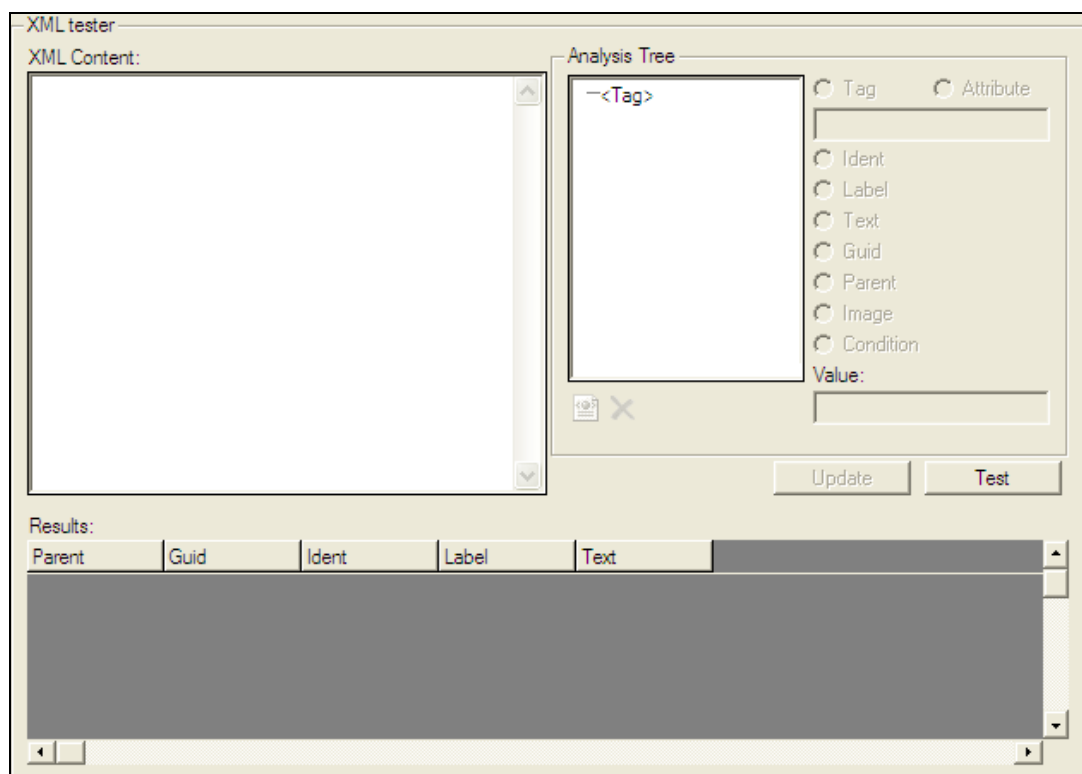 XML tester
XML Content:
Analysis Tree
<Tag>
Tag Attribute
Ident
Label
Text
Guid
Parent
Image
Condition
Value:
Update Test
Results:
Parent Guid Ident Label Text